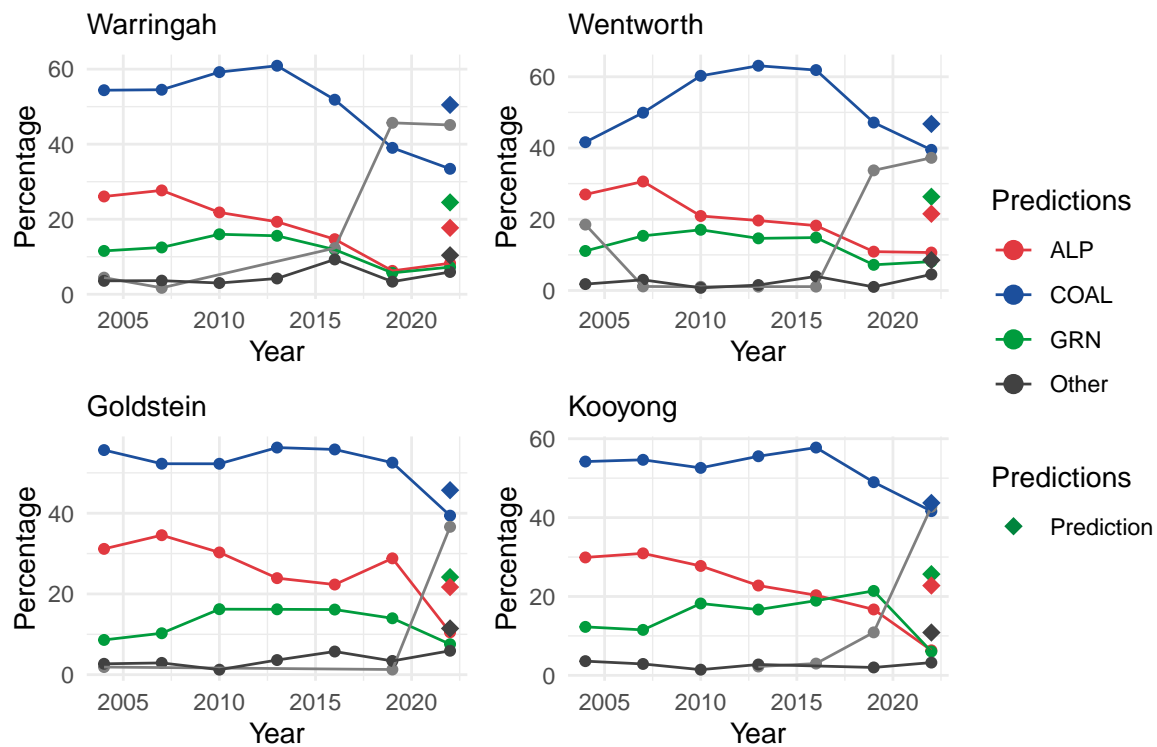 Warringah
Percentage
60
40
20
0
2005 2010 2015 2020
Year
Wentworth
Percentage
60
40
20
0
2005 2010 2015 2020
Year
Goldstein
Percentage
40
20
0
2005 2010 2015 2020
Year
Kooyong
Percentage
60
40
20
0
2005 2010 2015 2020
Year
Predictions
ALP
COAL
GRN
Other
Predictions
Prediction